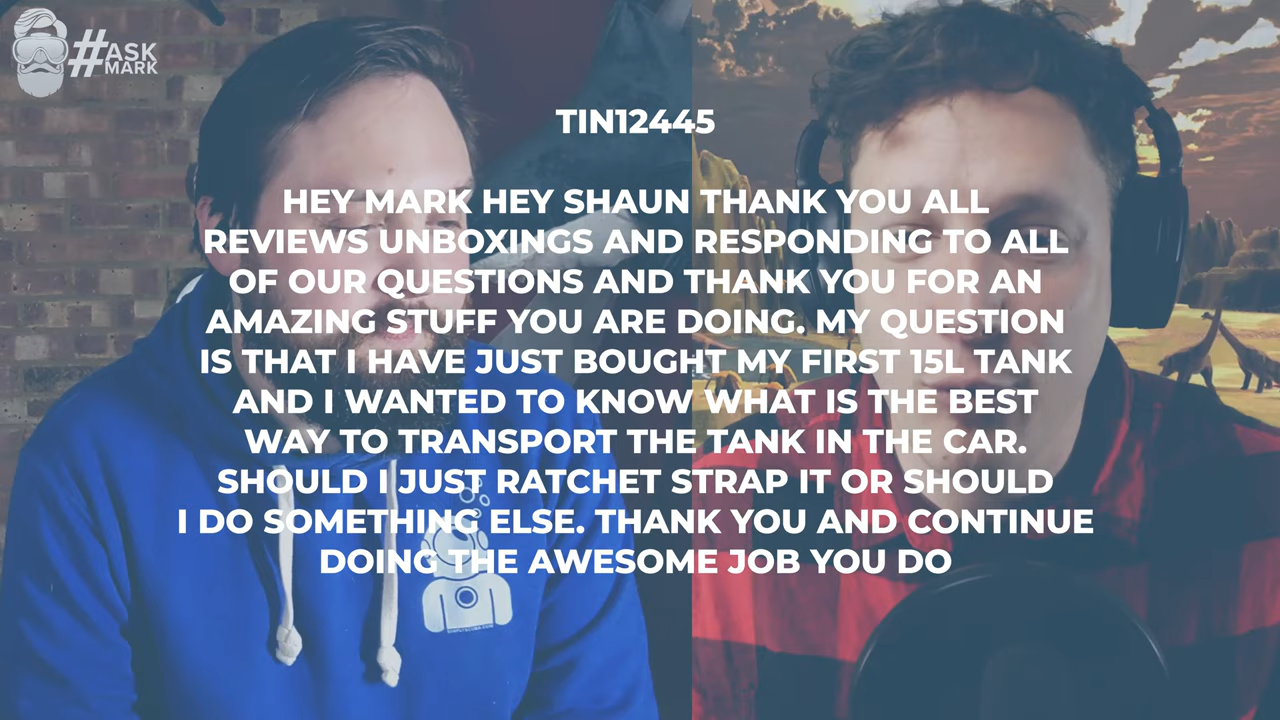 #ASK
MARK
TIN12445
HEY MARK HEY SHAUN THANK YOU ALL
REVIEWS UNBOXINGS AND RESPONDING TO ALL
OF OUR QUESTIONS AND THANK YOU FOR AN
AMAZING STUFF YOU ARE DOING. MY QUESTION
IS THAT I HAVE JUST BOUGHT MY FIRST 15L TANK
AND I WANTED TO KNOW WHAT IS THE BEST
WAY TO TRANSPORT THE TANK IN THE CAR.
SHOULD I JUST RATCHET STRAP IT OR SHOULD
I DO SOMETHING ELSE. THANK YOU AND CONTINUE
DOING THE AWESOME JOB YOU DO